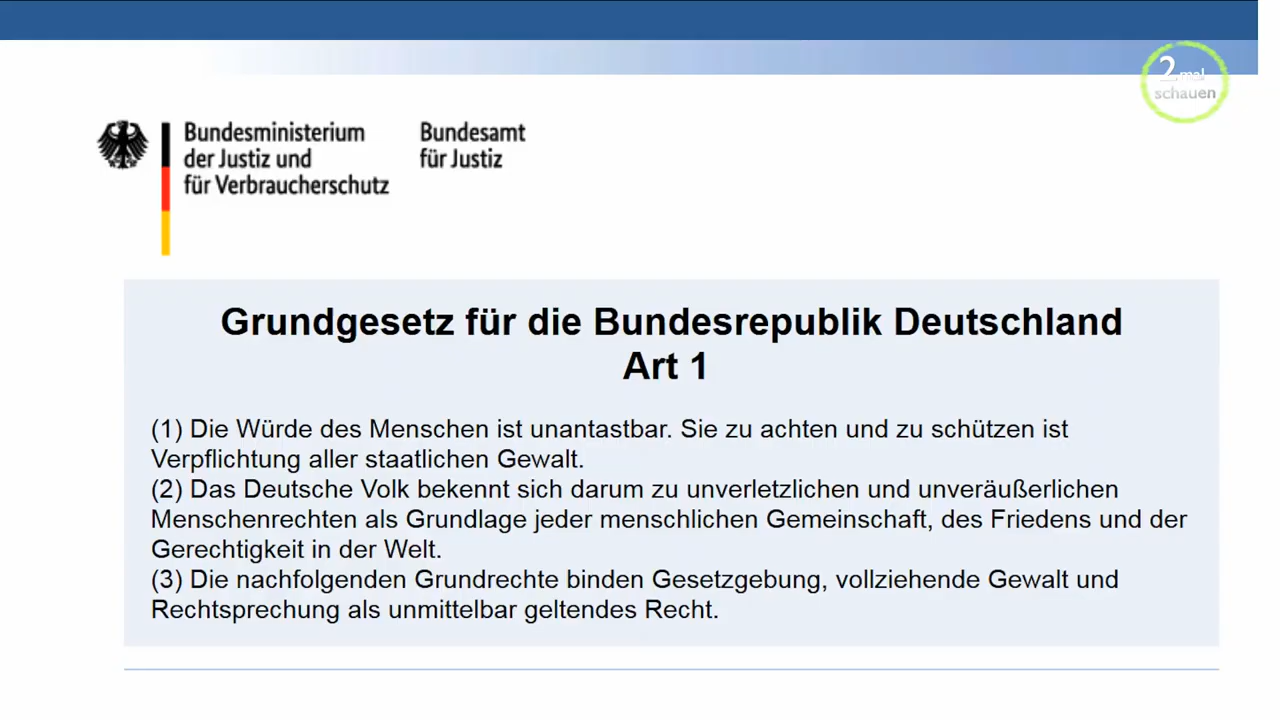 2 mal
schauen
Bundesministerium
der Justiz und
für Verbraucherschutz
Bundesamt
für Justiz
Grundgesetz für die Bundesrepublik Deutschland
Art 1
(1) Die Würde des Menschen ist unantastbar. Sie zu achten und zu schützen ist
Verpflichtung aller staatlichen Gewalt.
(2) Das Deutsche Volk bekennt sich darum zu unverletzlichen und unveräußerlichen
Menschenrechten als Grundlage jeder menschlichen Gemeinschaft, des Friedens und der
Gerechtigkeit in der Welt.
(3) Die nachfolgenden Grundrechte binden Gesetzgebung, vollziehende Gewalt und
Rechtsprechung als unmittelbar geltendes Recht.